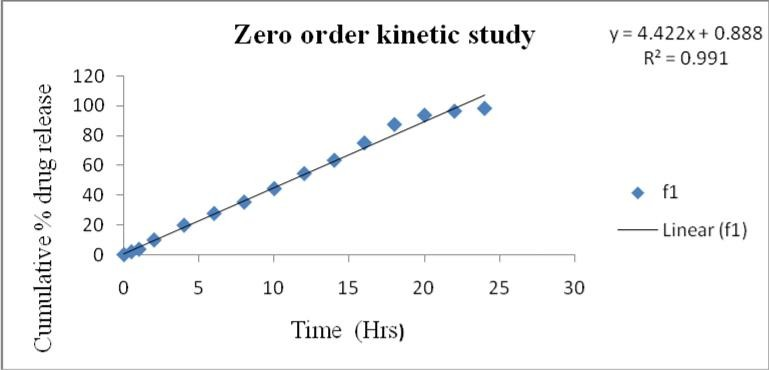 Zero order kinetic study
y = 4.422x + 0.888
R² = 0.991
Cumulative % drug release
120
100
80
60
40
20
0
0 5 10 15 20 25 30
Time (Hrs)
f1
Linear (f1)